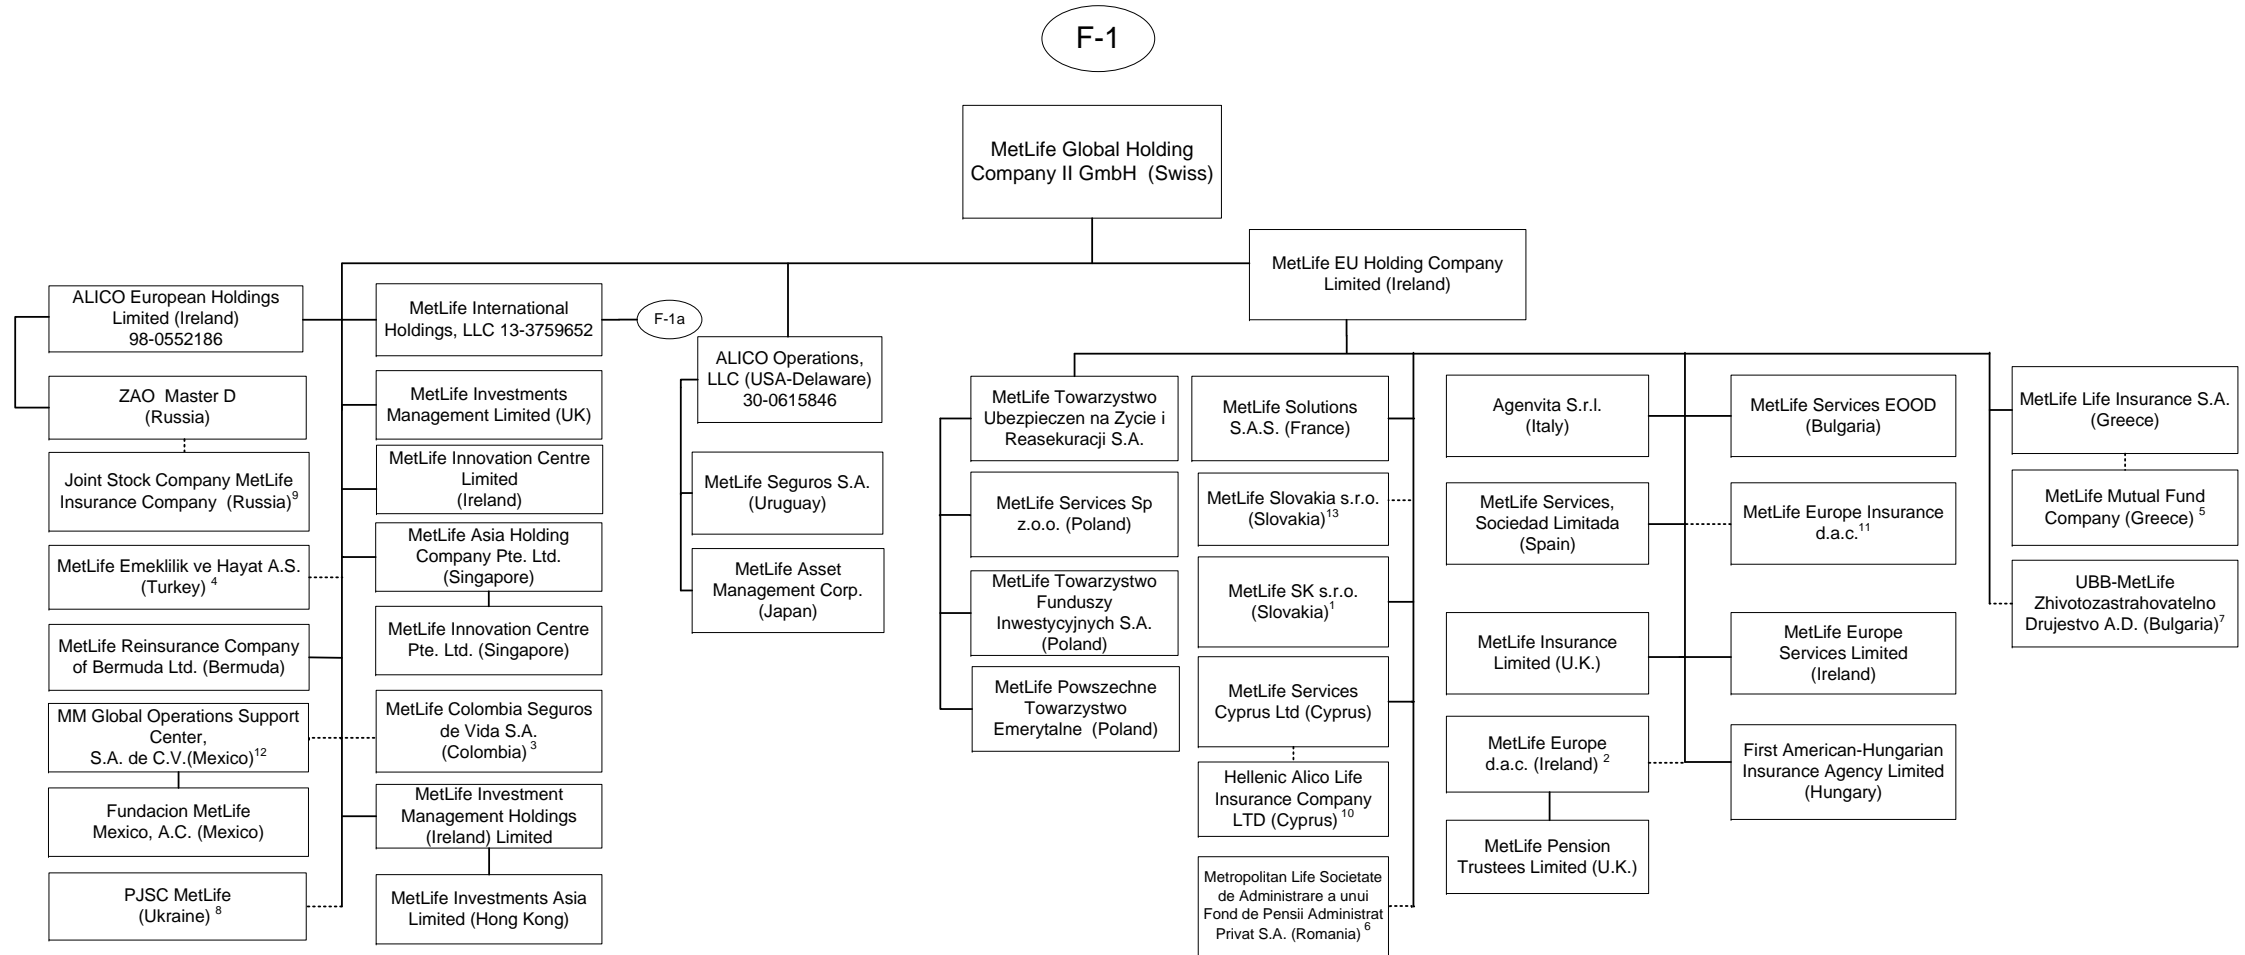 F-1
MetLife Global Holding
Company II GmbH (Swiss)
MetLife EU Holding Company
Limited (Ireland)
ALICO European Holdings
Limited (Ireland)
98-0552186
ZAO Master D
(Russia)
Joint Stock Company MetLife
Insurance Company (Russia)9
MetLife Emeklilik ve Hayat A.S.
(Turkey) 4
MetLife Reinsurance Company
of Bermuda Ltd. (Bermuda)
MM Global Operations Support
Center,
S.A. de C.V.(Mexico)12
Fundacion MetLife
Mexico, A.C. (Mexico)
PJSC MetLife
(Ukraine) 8
MetLife International
Holdings, LLC 13-3759652
F-1a
MetLife Investments
Management Limited (UK)
MetLife Innovation Centre
Limited
(Ireland)
MetLife Asia Holding
Company Pte. Ltd.
(Singapore)
MetLife Innovation Centre
Pte. Ltd. (Singapore)
MetLife Colombia Seguros
de Vida S.A.
(Colombia) 3
MetLife Investment
Management Holdings
(Ireland) Limited
MetLife Investments Asia
Limited (Hong Kong)
ALICO Operations,
LLC (USA-Delaware)
30-0615846
MetLife Seguros S.A.
(Uruguay)
MetLife Asset
Management Corp.
(Japan)
MetLife Towarzystwo
Ubezpieczen na Zycie i
Reasekuracji S.A.
MetLife Services Sp
z.o.o. (Poland)
MetLife Towarzystwo
Funduszy
Inwestycyjnych S.A.
(Poland)
MetLife Powszechne
Towarzystwo
Emerytalne (Poland)
MetLife Solutions
S.A.S. (France)
MetLife Slovakia s.r.o.
(Slovakia)13
MetLife SK s.r.o.
(Slovakia)1
MetLife Services
Cyprus Ltd (Cyprus)
Hellenic Alico Life
Insurance Company
LTD (Cyprus) 10
Metropolitan Life Societate
de Administrare a unui
Fond de Pensii Administrat
Privat S.A. (Romania) 6
Agenvita S.r.l.
(Italy)
MetLife Services,
Sociedad Limitada
(Spain)
MetLife Insurance
Limited (U.K.)
MetLife Europe
d.a.c. (Ireland) 2
MetLife Pension
Trustees Limited (U.K.)
MetLife Services EOOD
(Bulgaria)
MetLife Europe Insurance
d.a.c.11
MetLife Europe
Services Limited
(Ireland)
First American-Hungarian
Insurance Agency Limited
(Hungary)
MetLife Life Insurance S.A.
(Greece)
MetLife Mutual Fund
Company (Greece) 5
UBB-MetLife
Zhivotozastrahovatelno
Drujestvo A.D. (Bulgaria)7